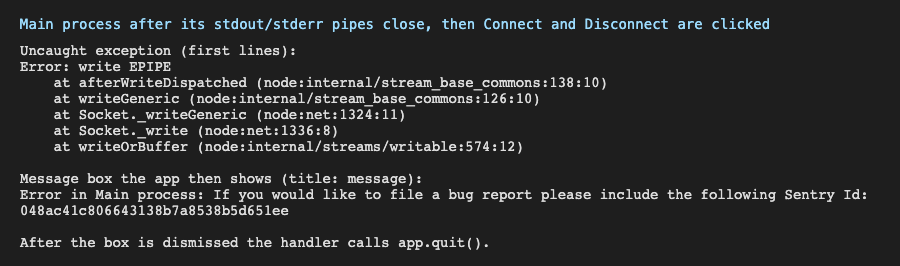 Main process after its stdout/stderr pipes close, then Connect and Disconnect are clicked
Uncaught exception (first lines):
Error: write EPIPE
    at afterWriteDispatched (node:internal/stream_base_commons:138:10)
    at writeGeneric (node:internal/stream_base_commons:126:10)
    at Socket._writeGeneric (node:net:1324:11)
    at Socket._write (node:net:1336:8)
    at writeOrBuffer (node:internal/streams/writable:574:12)
Message box the app then shows (title: message):
Error in Main process: If you would like to file a bug report please include the following Sentry Id:
048ac41c806643138b7a8538b5d651ee
After the box is dismissed the handler calls app.quit().